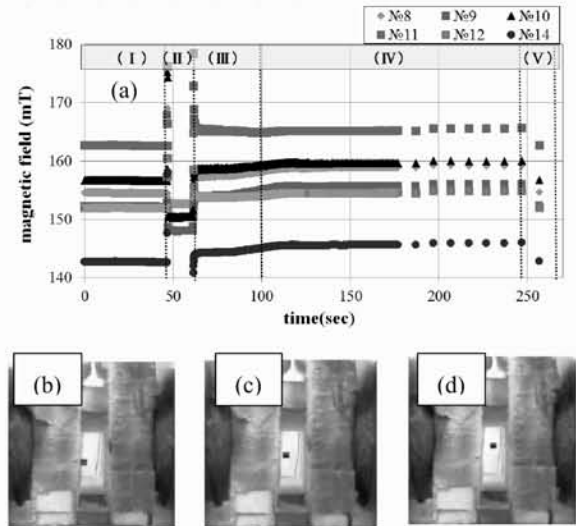 №8 №9 №10
№11 №12 №14
180
170
160
150
140
(I) (II) (III) (IV) (V)
(a)
magnetic field (mT)
0 50 100 150 200 250
time(sec)
(b) (c) (d)